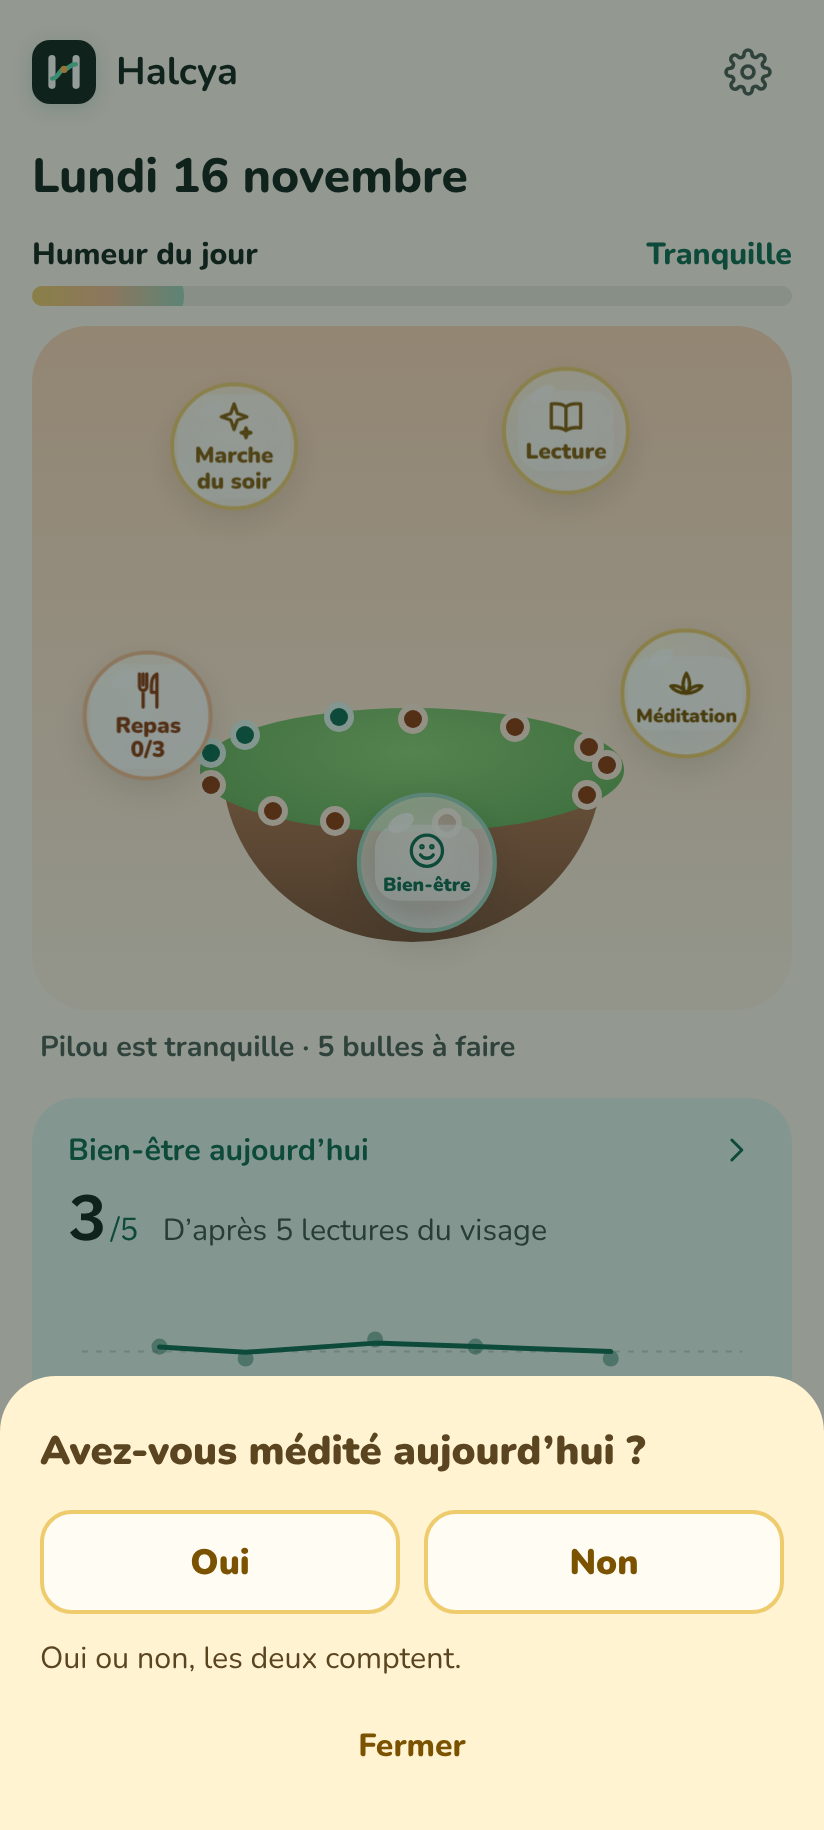 Halcya
Lundi 16 novembre
Humeur du jour
Tranquille
Marche
du soir
Lecture
Repas
0/3
Méditation
Bien-être
Pilou est tranquille · 5 bulles à faire
Bien-être aujourd’hui
3/5 D’après 5 lectures du visage
Avez-vous médité aujourd’hui ?
Oui
Non
Oui ou non, les deux comptent.
Fermer